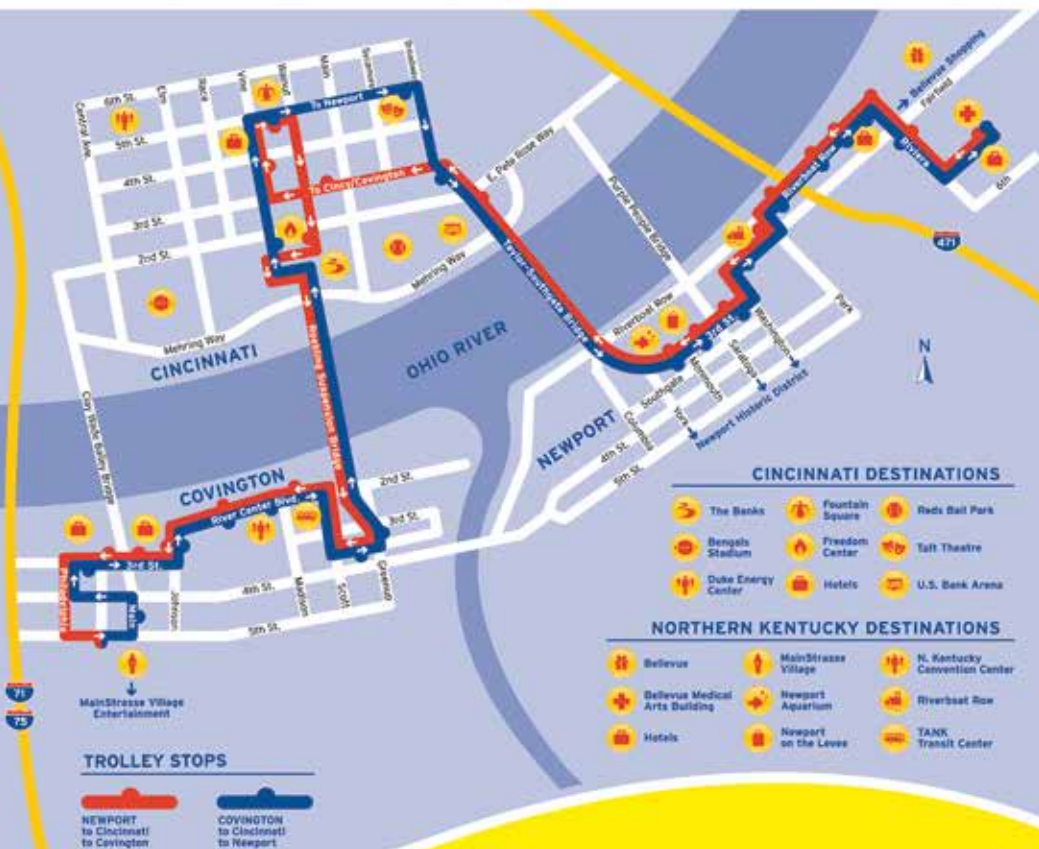 6th St.
Elm
Race
Vine
Walnut
Main
Sycamore
Broadway
Central Ave.
5th St.
4th St.
3rd St.
2nd St.
To Newport
To Cincy/Covington
E. Pete Rose Way
Mehring Way
Mehring Way
Purple People Bridge
Taylor-Southgate Bridge
Roebling Suspension Bridge
Clay Wade Bailey Bridge
Bellevue Shopping
Fairfield
Riviera
6th
Riverboat Row
471
Park
Riverboat Row
3rd St.
Washington
Saratoga
Monmouth
Southgate
York
Columbia
Newport Historic District
4th St.
5th St.
N
CINCINNATI
OHIO RIVER
NEWPORT
COVINGTON
River Center Blvd.
2nd St.
3rd St.
3rd St.
4th St.
5th St.
Philadelphia
Main
Johnson
Madison
Scott
Greenup
MainStrasse Village
Entertainment
71
75
CINCINNATI DESTINATIONS
The Banks
Fountain
Square
Reds Ball Park
Bengals
Stadium
Freedom
Center
Taft Theatre
Duke Energy
Center
Hotels
U.S. Bank Arena
NORTHERN KENTUCKY DESTINATIONS
Bellevue
MainStrasse
Village
N. Kentucky
Convention Center
Bellevue Medical
Arts Building
Newport
Aquarium
Riverboat Row
Hotels
Newport
on the Levee
TANK
Transit Center
TROLLEY STOPS
NEWPORT
to Cincinnati
to Covington
COVINGTON
to Cincinnati
to Newport